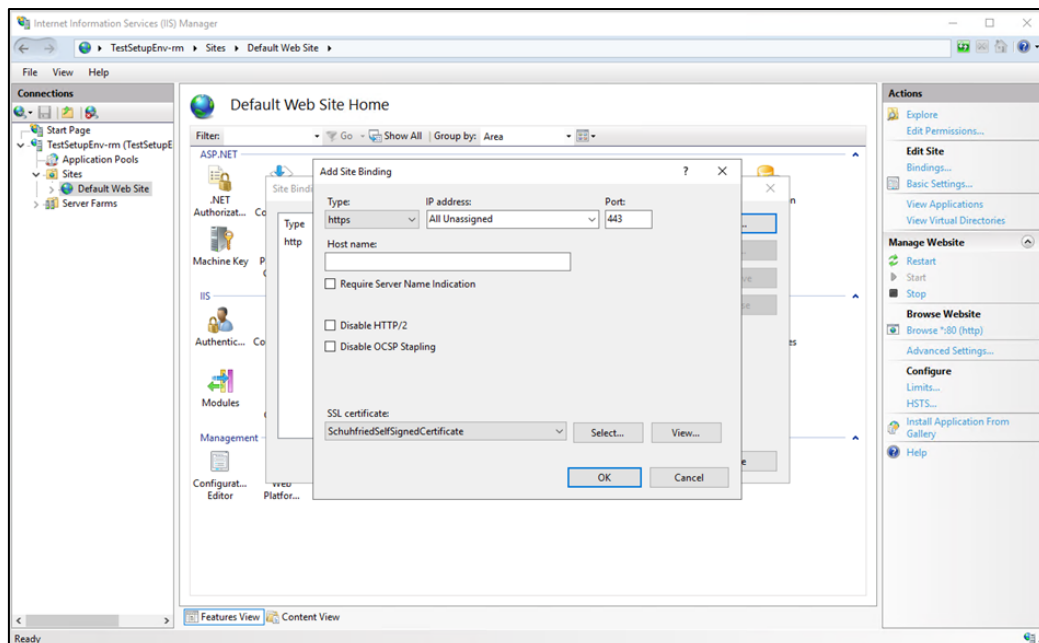 Internet Information Services (IIS) Manager
TestSetupEnv-rm Sites Default Web Site
File View Help
Connections
Start Page
TestSetupEnv-rm (TestSetupE
Application Pools
Sites
Default Web Site
Server Farms
Default Web Site Home
Filter: Go Show All Group by: Area
ASP.NET
.NET
Authorizat...
Machine Key
IIS
Authentic...
Modules
Management
Configurat...
Editor
Web
Platfor...
Site Bindi
Type
http
Add Site Binding ? X
Type: IP address: Port:
https All Unassigned 443
Host name:
Require Server Name Indication
Disable HTTP/2
Disable OCSP Stapling
SSL certificate:
SchuhfriedSelfSignedCertificate Select... View...
OK Cancel
Actions
Explore
Edit Permissions...
Edit Site
Bindings...
Basic Settings...
View Applications
View Virtual Directories
Manage Website
Restart
Start
Stop
Browse Website
Browse *:80 (http)
Advanced Settings...
Configure
Limits...
HSTS...
Install Application From
Gallery
Help
Features View Content View
Ready